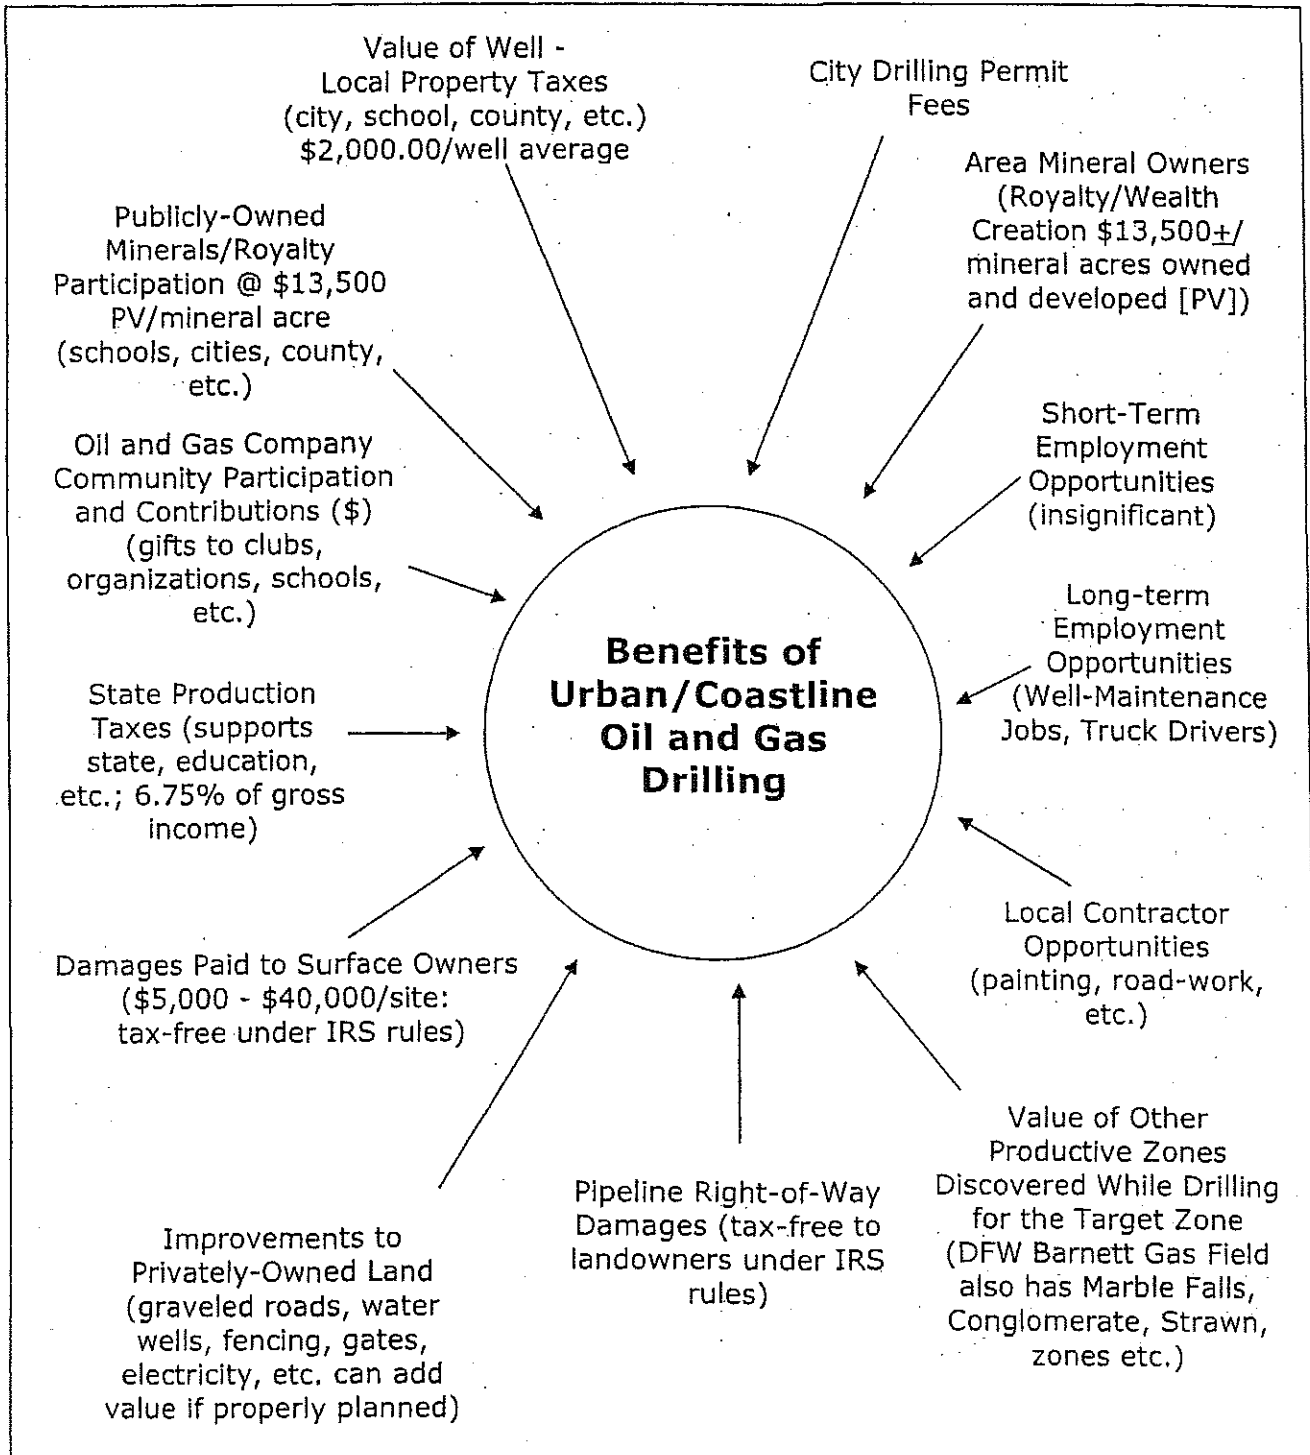 Value of Well -
Local Property Taxes
(city, school, county, etc.)
$2,000.00/well average
City Drilling Permit
Fees
Area Mineral Owners
(Royalty/Wealth
Creation $13,500±/
mineral acres owned
and developed [PV])
Publicly-Owned
Minerals/Royalty
Participation @ $13,500
PV/mineral acre
(schools, cities, county,
etc.)
Short-Term
Employment
Opportunities
(insignificant)
Oil and Gas Company
Community Participation
and Contributions ($)
(gifts to clubs,
organizations, schools,
etc.)
Long-term
Employment
Opportunities
(Well-Maintenance
Jobs, Truck Drivers)
Benefits of
Urban/Coastline
Oil and Gas
Drilling
State Production
Taxes (supports
state, education,
etc.; 6.75% of gross
income)
Local Contractor
Opportunities
(painting, road-work,
etc.)
Damages Paid to Surface Owners
($5,000 - $40,000/site:
tax-free under IRS rules)
Value of Other
Productive Zones
Discovered While Drilling
for the Target Zone
(DFW Barnett Gas Field
also has Marble Falls,
Conglomerate, Strawn,
zones etc.)
Pipeline Right-of-Way
Damages (tax-free to
landowners under IRS
rules)
Improvements to
Privately-Owned Land
(graveled roads, water
wells, fencing, gates,
electricity, etc. can add
value if properly planned)